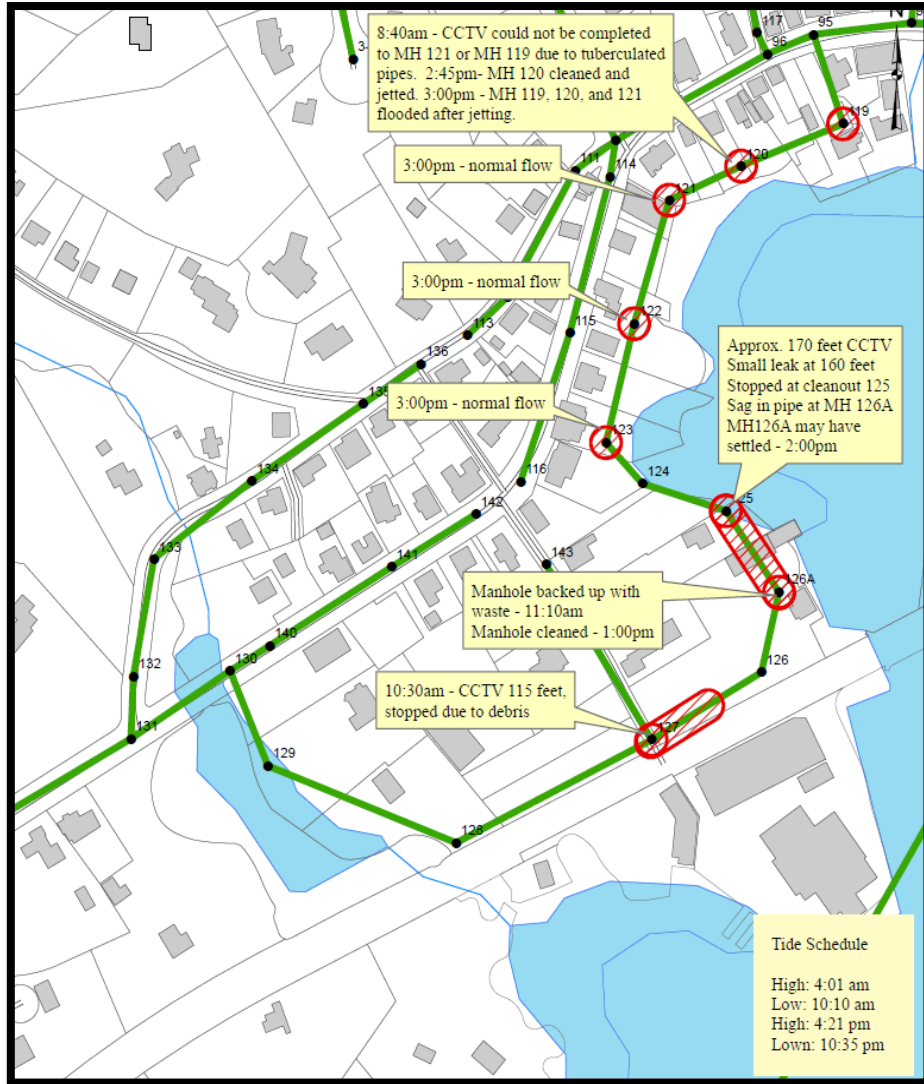 117
95
96
N
3-
8:40am - CCTV could not be completed
to MH 121 or MH 119 due to tuberculated
pipes. 2:45pm- MH 120 cleaned and
jetted. 3:00pm - MH 119, 120, and 121
flooded after jetting.
119
120
111
114
3:00pm - normal flow
121
3:00pm - normal flow
122
113
115
136
135
Approx. 170 feet CCTV
Small leak at 160 feet
Stopped at cleanout 125
Sag in pipe at MH 126A
MH126A may have
settled - 2:00pm
3:00pm - normal flow
123
134
116
124
142
25
133
141
143
126A
Manhole backed up with
waste - 11:10am
Manhole cleaned - 1:00pm
140
130
132
126
10:30am - CCTV 115 feet,
stopped due to debris
131
127
129
128
Tide Schedule
High: 4:01 am
Low: 10:10 am
High: 4:21 pm
Lown: 10:35 pm